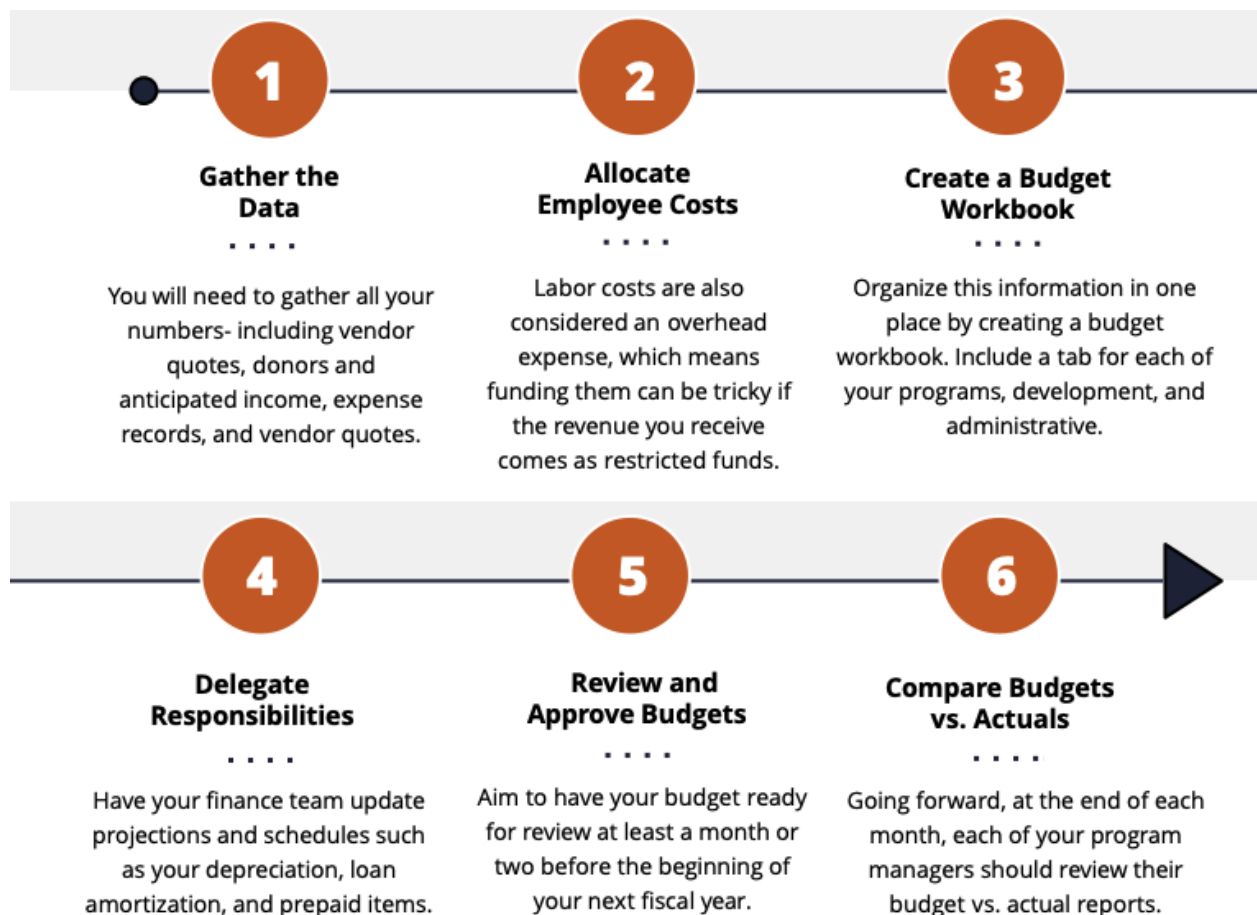 1
Gather the
Data
You will need to gather all your
numbers- including vendor
quotes, donors and
anticipated income, expense
records, and vendor quotes.
2
Allocate
Employee Costs
Labor costs are also
considered an overhead
expense, which means
funding them can be tricky if
the revenue you receive
comes as restricted funds.
3
Create a Budget
Workbook
Organize this information in one
place by creating a budget
workbook. Include a tab for each of
your programs, development, and
administrative.
4
Delegate
Responsibilities
Have your finance team update
projections and schedules such
as your depreciation, loan
amortization, and prepaid items.
5
Review and
Approve Budgets
Aim to have your budget ready
for review at least a month or
two before the beginning of
your next fiscal year.
6
Compare Budgets
vs. Actuals
Going forward, at the end of each
month, each of your program
managers should review their
budget vs. actual reports.